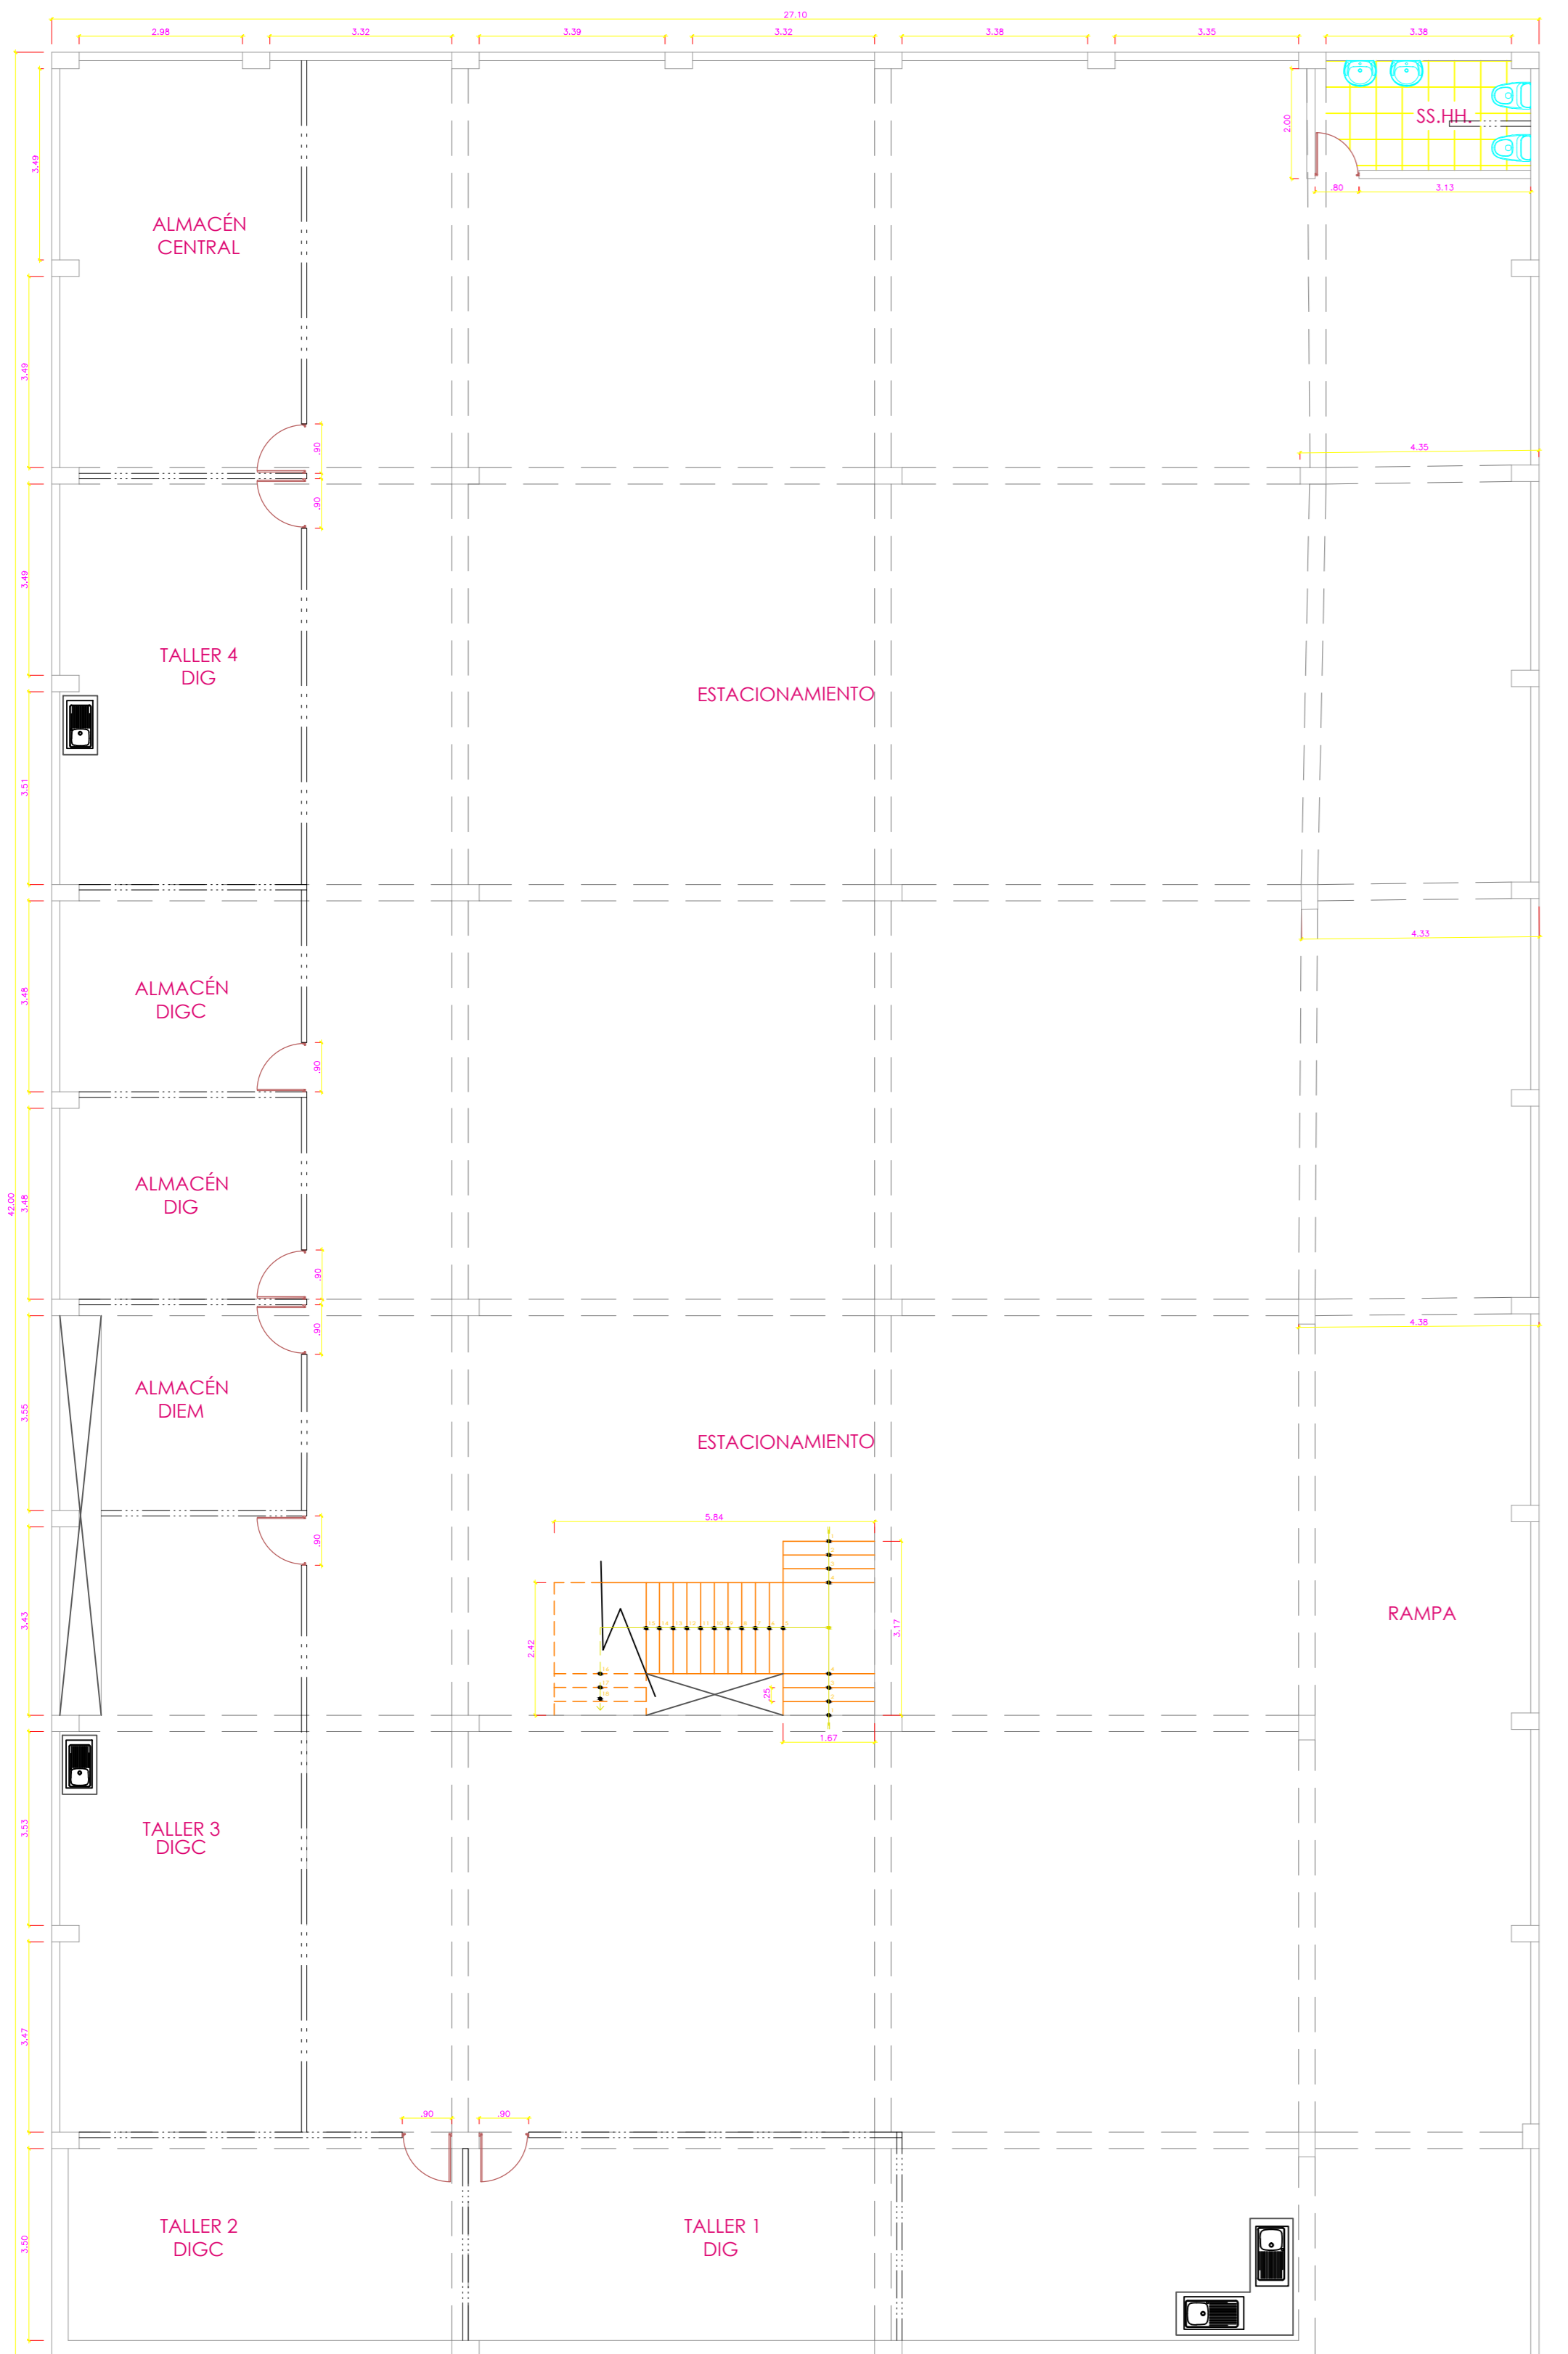 27.10
2.98
3.32
3.39
3.32
3.38
3.35
3.38
SS.HH.
2.00
.80
3.13
3.49
ALMACÉN
CENTRAL
3.49
.90
4.35
.90
3.49
TALLER 4
DIG
ESTACIONAMIENTO
3.51
4.33
3.48
ALMACÉN
DIGC
.90
42.00
3.48
ALMACÉN
DIG
.90
.90
4.38
3.55
ALMACÉN
DIEM
ESTACIONAMIENTO
.90
5.84
3.43
2.42
3.17
.25
1.67
RAMPA
3.53
TALLER 3
DIGC
3.47
.90
.90
3.50
TALLER 2
DIGC
TALLER 1
DIG